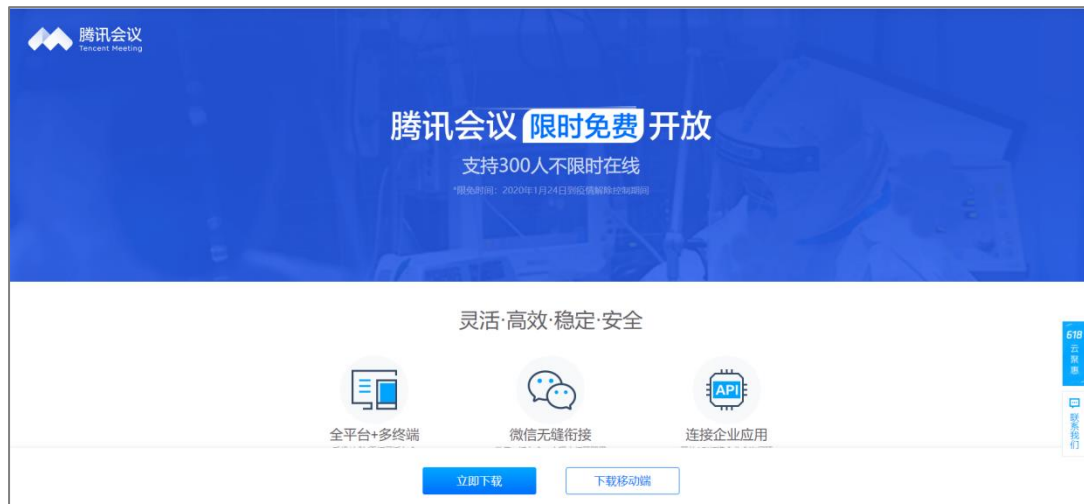 腾讯会议
Tencent Meeting
腾讯会议 限时免费 开放
支持300人不限时在线
*限免时间：2020年1月24日到疫情解除控制期间
灵活·高效·稳定·安全
618
云聚惠
API
全平台+多终端
微信无缝衔接
连接企业应用
联系我们
立即下载
下载移动端